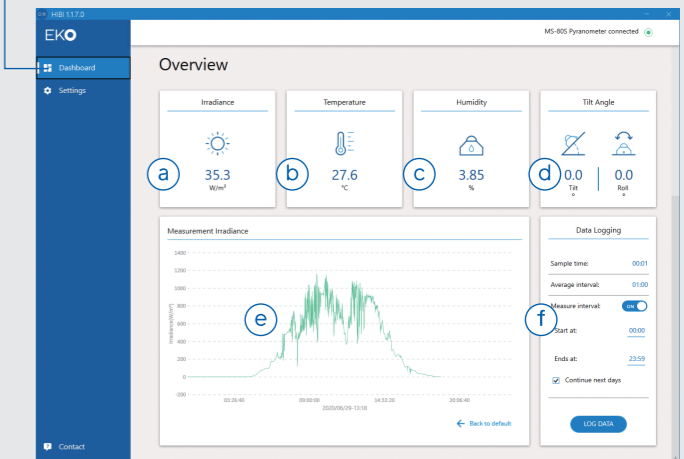 HIBI 1.1.7.0
EKO
MS-80S Pyranometer connected
Dashboard
Settings
Overview
Irradiance
Temperature
Humidity
Tilt Angle
a
35.3
W/m²
b
27.6
°C
c
3.85
%
d
0.0
Tilt
°
0.0
Roll
°
Measurement Irradiance
1400
1200
1000
800
600
400
200
0
-200
Irradiance(W/m²)
e
03:26:40
09:00:00
14:33:20
20:06:40
2020/06/29-13:18
Back to default
Data Logging
Sample time: 00:01
Average interval: 01:00
Measure interval: ON
f
Start at: 00:00
Ends at: 23:59
Continue next days
LOG DATA
Contact